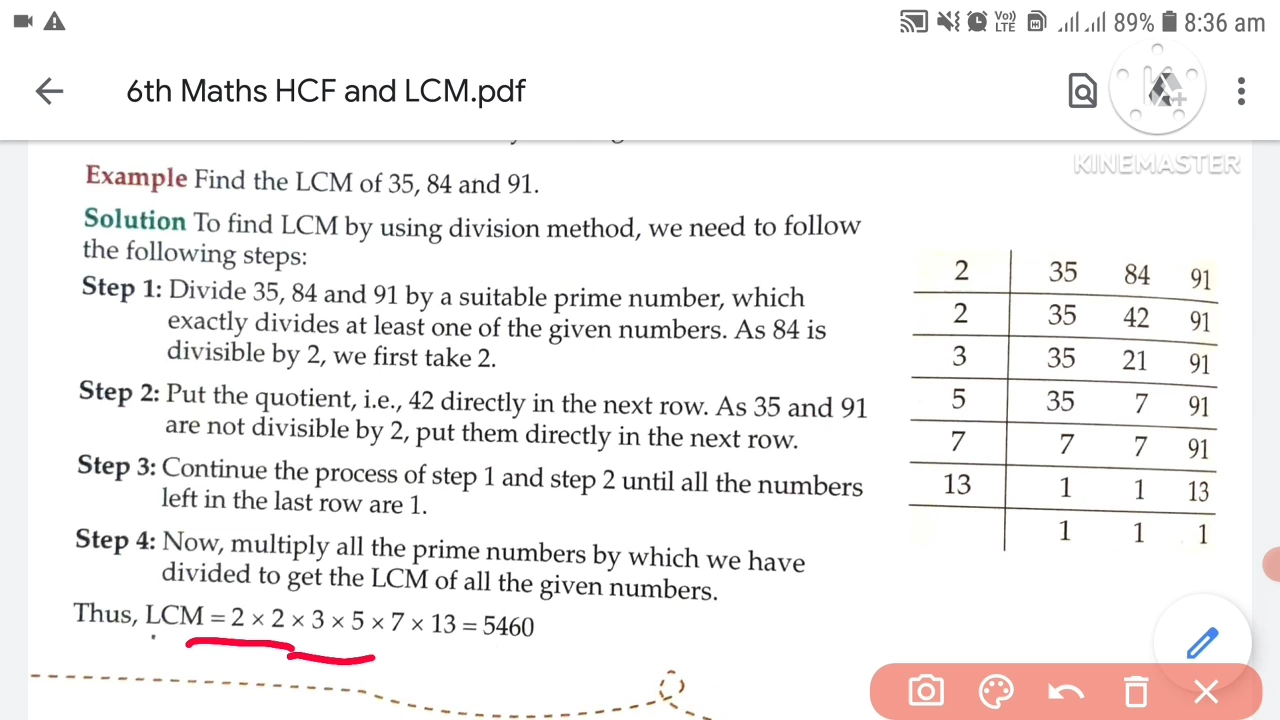 Vo))
LTE
89%
8:36 am
6th Maths HCF and LCM.pdf
KINEMASTER
Example Find the LCM of 35, 84 and 91.
Solution To find LCM by using division method, we need to follow
the following steps:
Step 1: Divide 35, 84 and 91 by a suitable prime number, which
exactly divides at least one of the given numbers. As 84 is
divisible by 2, we first take 2.
Step 2: Put the quotient, i.e., 42 directly in the next row. As 35 and 91
are not divisible by 2, put them directly in the next row.
Step 3: Continue the process of step 1 and step 2 until all the numbers
left in the last row are 1.
Step 4: Now, multiply all the prime numbers by which we have
divided to get the LCM of all the given numbers.
Thus, LCM = 2 × 2 × 3 × 5 × 7 × 13 = 5460
2 35 84 91
2 35 42 91
3 35 21 91
5 35 7 91
7 7 7 91
13 1 1 13
1 1 1